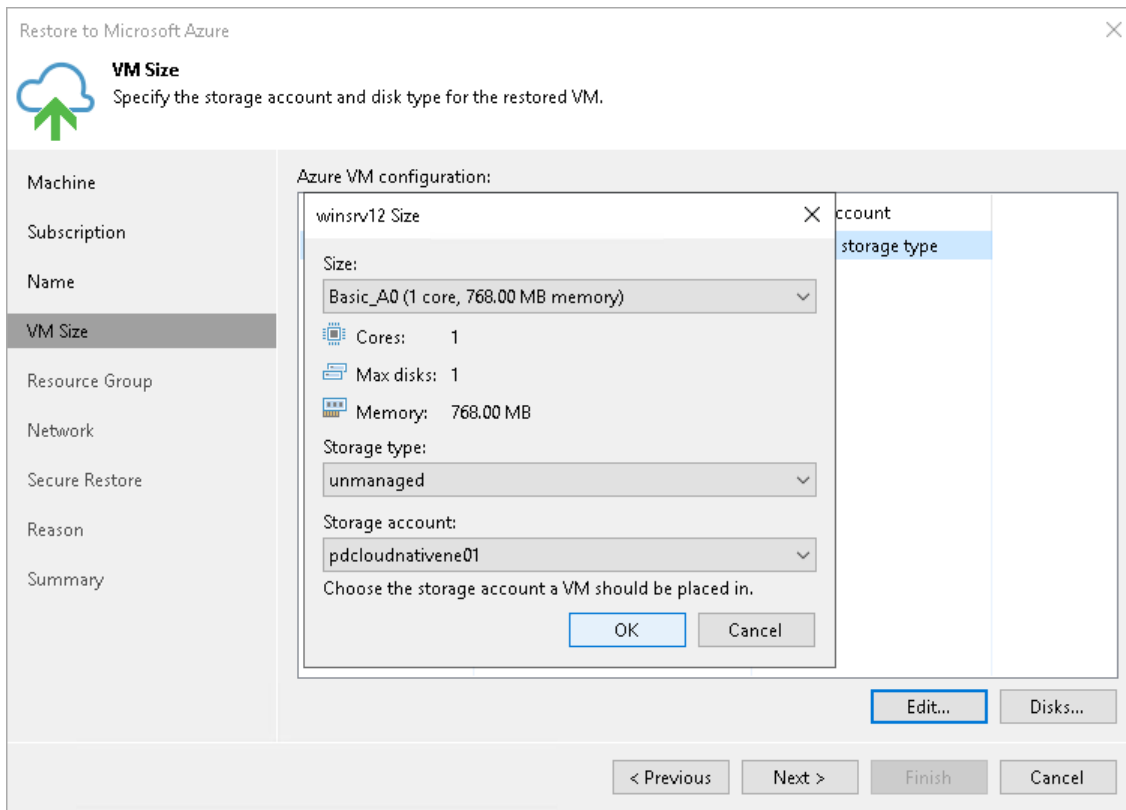 Restore to Microsoft Azure
VM Size
Specify the storage account and disk type for the restored VM.
Machine
Subscription
Name
VM Size
Resource Group
Network
Secure Restore
Reason
Summary
Azure VM configuration:
ccount
storage type
winsrv12 Size
Size:
Basic_A0 (1 core, 768.00 MB memory)
Cores: 1
Max disks: 1
Memory: 768.00 MB
Storage type:
unmanaged
Storage account:
pdcloudnativene01
Choose the storage account a VM should be placed in.
OK Cancel
Edit... Disks...
< Previous Next > Finish Cancel